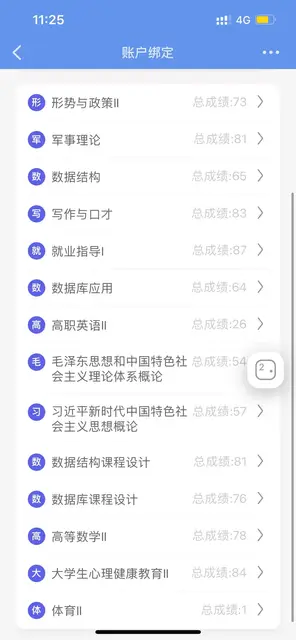 11:25
4G
账户绑定
形 形势与政策II 总成绩:73
军 军事理论 总成绩:81
数 数据结构 总成绩:65
写 写作与口才 总成绩:83
就 就业指导I 总成绩:87
数 数据库应用 总成绩:64
高 高职英语II 总成绩:26
毛 毛泽东思想和中国特色社 总成绩:54
会主义理论体系概论
2
习 习近平新时代中国特色社 总成绩:57
会主义思想概论
数 数据结构课程设计 总成绩:81
数 数据库课程设计 总成绩:76
高 高等数学II 总成绩:78
大 大学生心理健康教育II 总成绩:84
体 体育II 总成绩:1